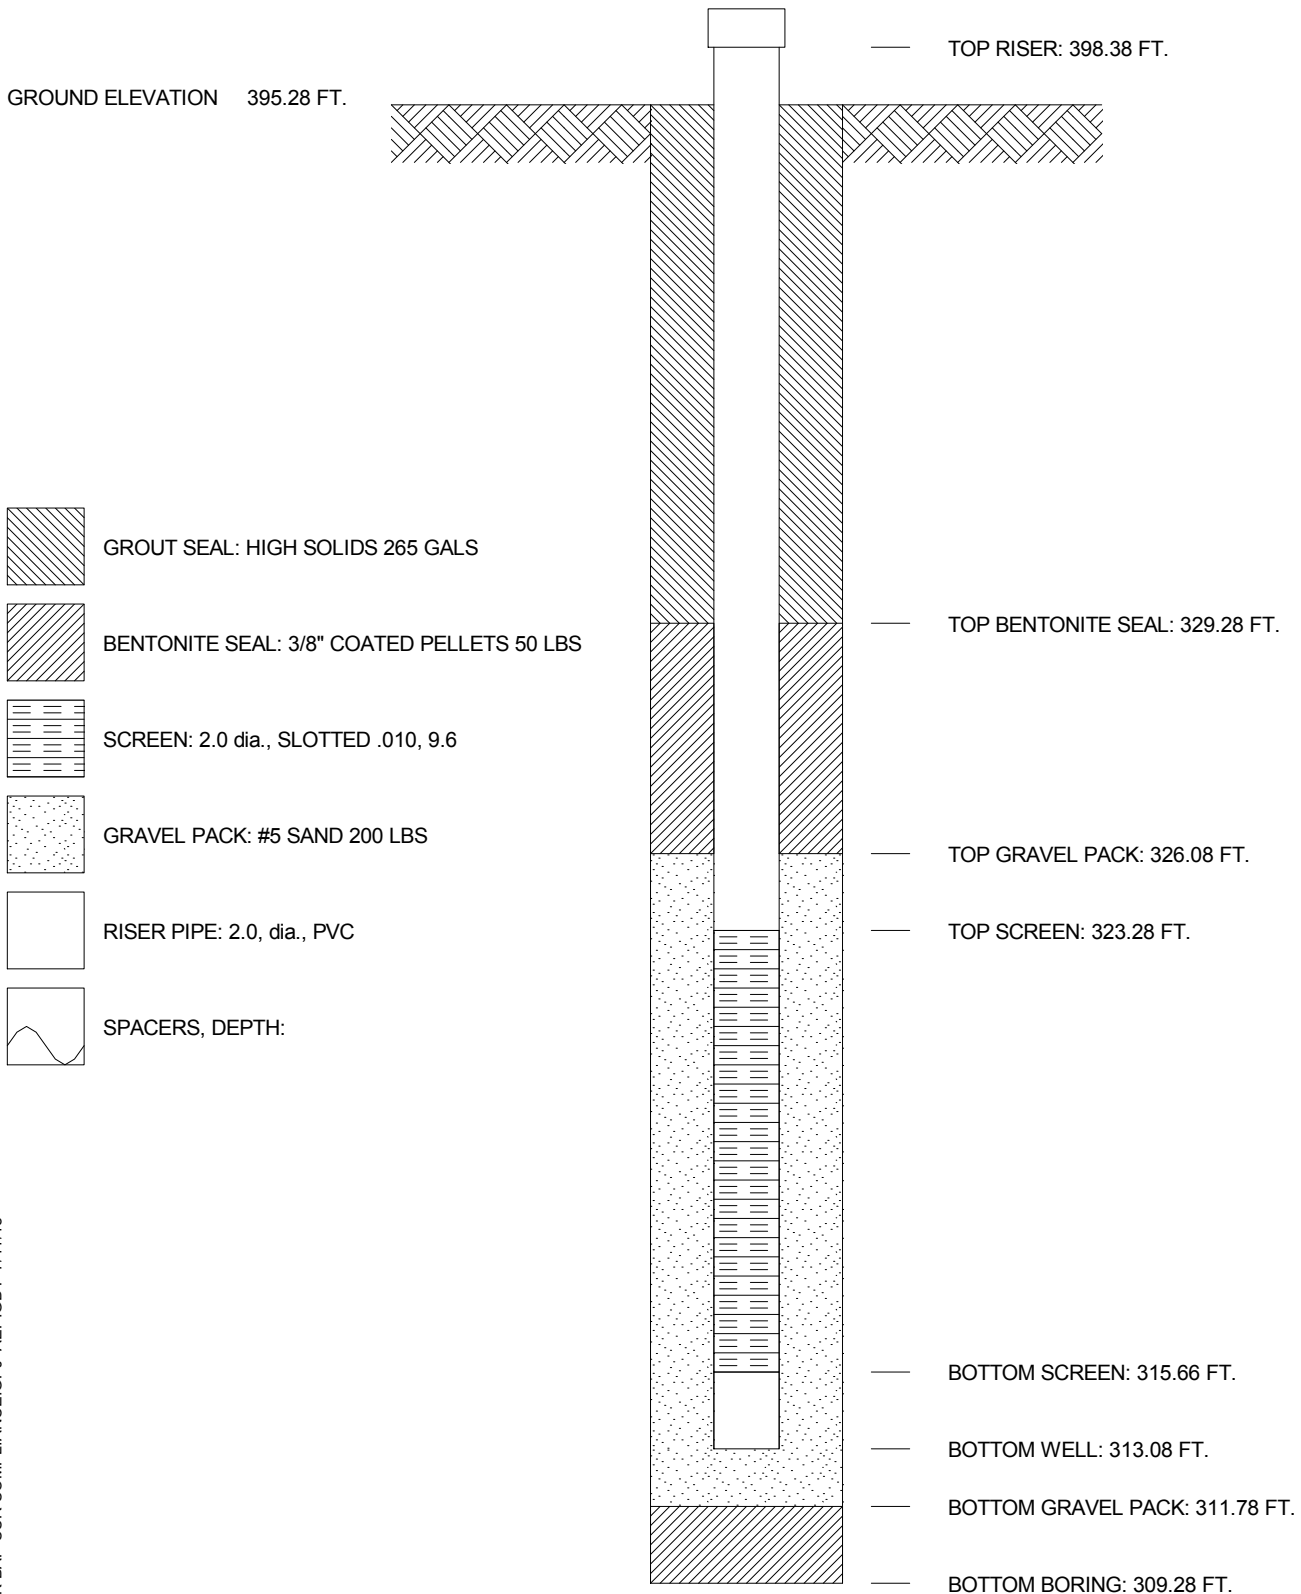 TOP RISER: 398.38 FT.
GROUND ELEVATION 395.28 FT.
GROUT SEAL: HIGH SOLIDS 265 GALS
TOP BENTONITE SEAL: 329.28 FT.
BENTONITE SEAL: 3/8" COATED PELLETS 50 LBS
SCREEN: 2.0 dia., SLOTTED .010, 9.6
GRAVEL PACK: #5 SAND 200 LBS
TOP GRAVEL PACK: 326.08 FT.
RISER PIPE: 2.0, dia., PVC
TOP SCREEN: 323.28 FT.
SPACERS, DEPTH:
BOTTOM SCREEN: 315.66 FT.
BOTTOM WELL: 313.08 FT.
BOTTOM GRAVEL PACK: 311.78 FT.
BOTTOM BORING: 309.28 FT.